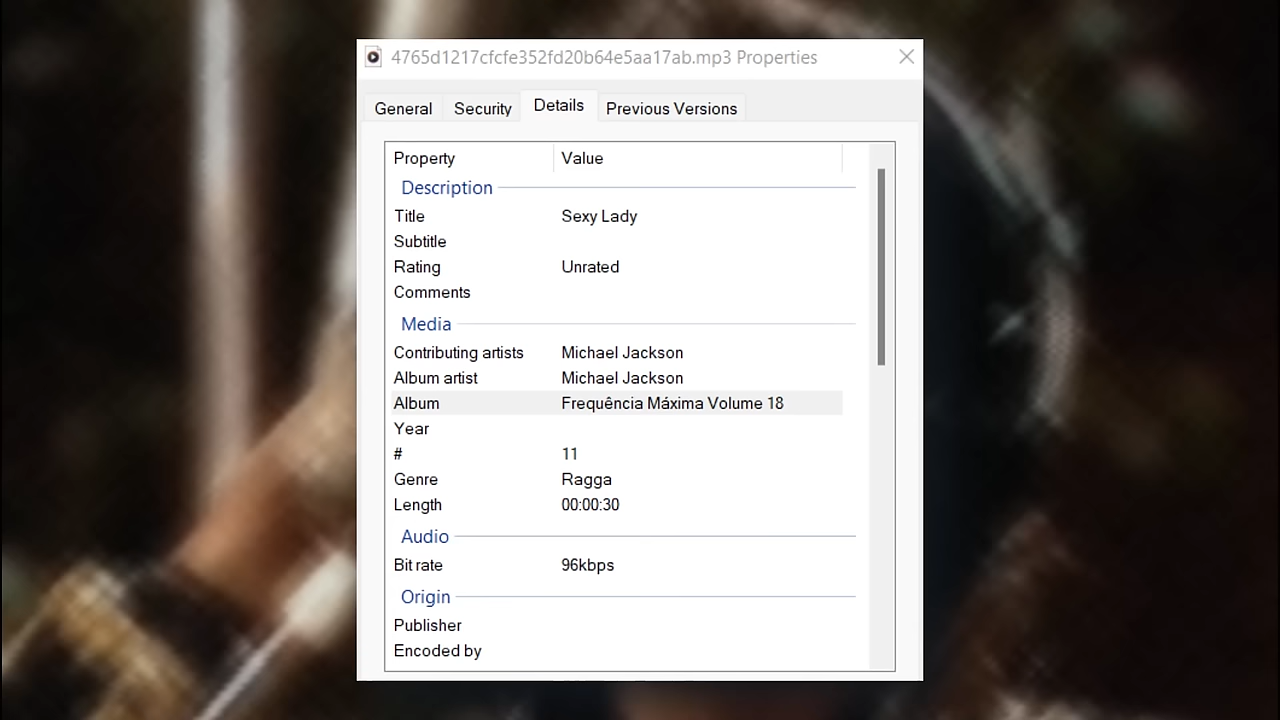 4765d1217cfcfe352fd20b64e5aa17ab.mp3 Properties
General Security Details Previous Versions
Property Value
Description
Title Sexy Lady
Subtitle
Rating Unrated
Comments
Media
Contributing artists Michael Jackson
Album artist Michael Jackson
Album Frequência Máxima Volume 18
Year
# 11
Genre Ragga
Length 00:00:30
Audio
Bit rate 96kbps
Origin
Publisher
Encoded by